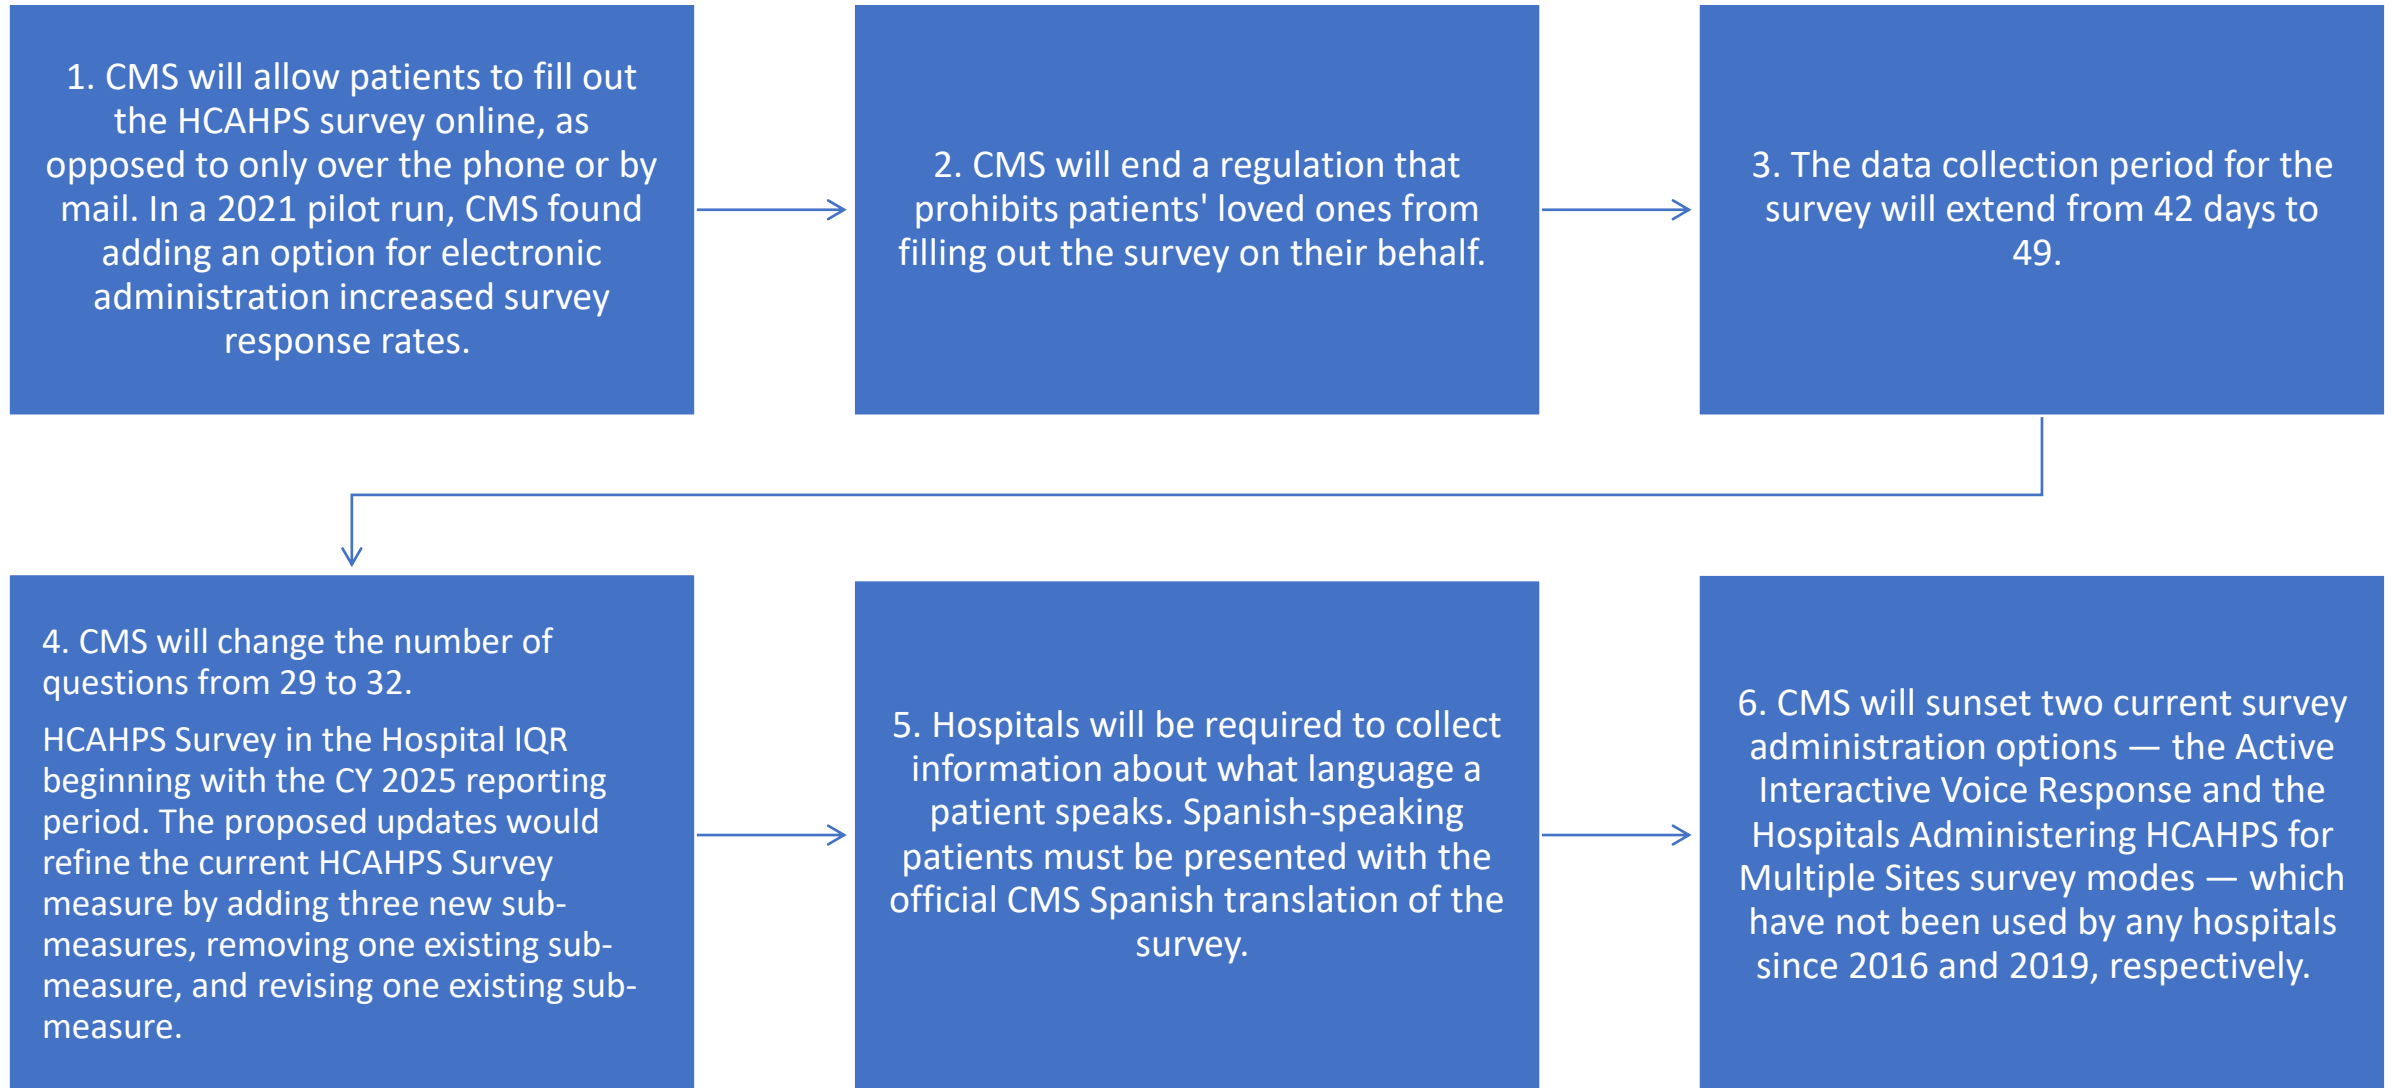 1. CMS will allow patients to fill out
the HCAHPS survey online, as
opposed to only over the phone or by
mail. In a 2021 pilot run, CMS found
adding an option for electronic
administration increased survey
response rates.
2. CMS will end a regulation that
prohibits patients' loved ones from
filling out the survey on their behalf.
3. The data collection period for the
survey will extend from 42 days to
49.
4. CMS will change the number of
questions from 29 to 32.
HCAHPS Survey in the Hospital IQR
beginning with the CY 2025 reporting
period. The proposed updates would
refine the current HCAHPS Survey
measure by adding three new sub-
measures, removing one existing sub-
measure, and revising one existing sub-
measure.
5. Hospitals will be required to collect
information about what language a
patient speaks. Spanish-speaking
patients must be presented with the
official CMS Spanish translation of the
survey.
6. CMS will sunset two current survey
administration options — the Active
Interactive Voice Response and the
Hospitals Administering HCAHPS for
Multiple Sites survey modes — which
have not been used by any hospitals
since 2016 and 2019, respectively.